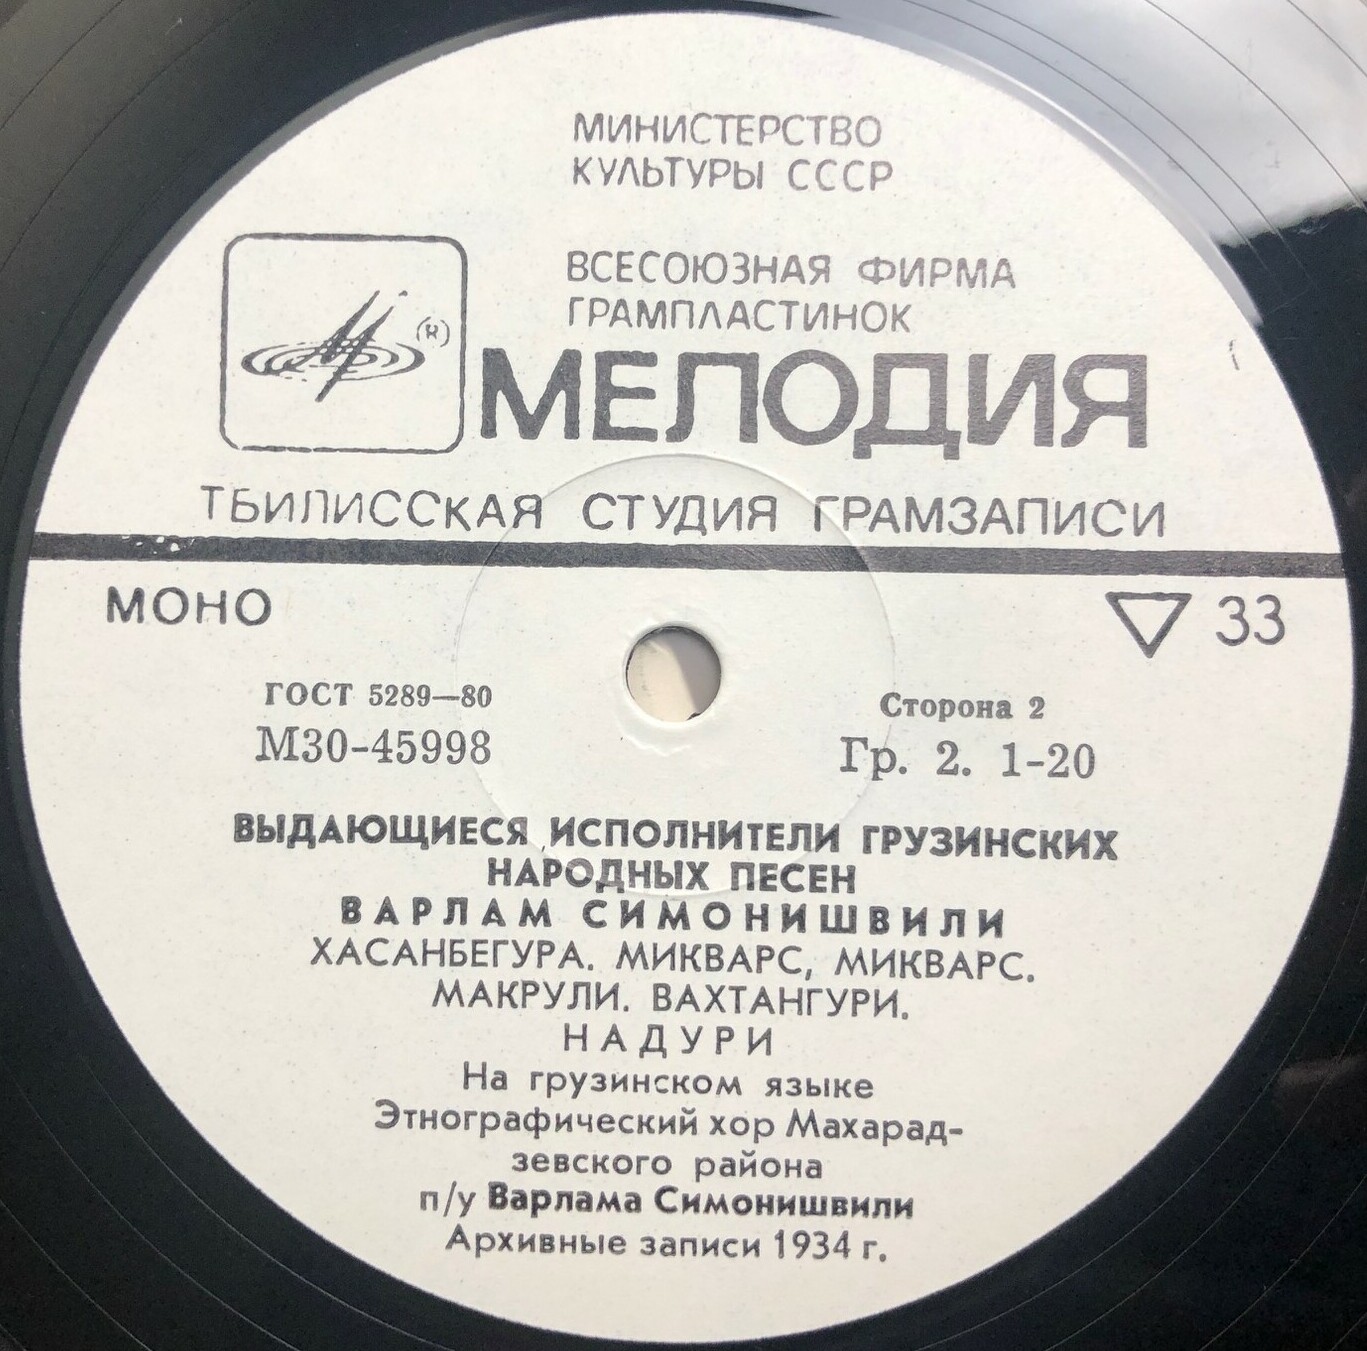 МИНИСТЕРСТВО
КУЛЬТУРЫ СССР
ВСЕСОЮЗНАЯ ФИРМА
ГРАМПЛАСТИНОК
(R)
МЕЛОДИЯ
ТБИЛИССКАЯ СТУДИЯ ГРАМЗАПИСИ
МОНО
33
ГОСТ 5289—80
Сторона 2
М30-45998
Гр. 2. 1-20
ВЫДАЮЩИЕСЯ ИСПОЛНИТЕЛИ ГРУЗИНСКИХ
НАРОДНЫХ ПЕСЕН
ВАРЛАМ СИМОНИШВИЛИ
ХАСАНБЕГУРА. МИКВАРС, МИКВАРС.
МАКРУЛИ. ВАХТАНГУРИ.
НАДУРИ
На грузинском языке
Этнографический хор Махарад-
зевского района
п/у Варлама Симонишвили
Архивные записи 1934 г.